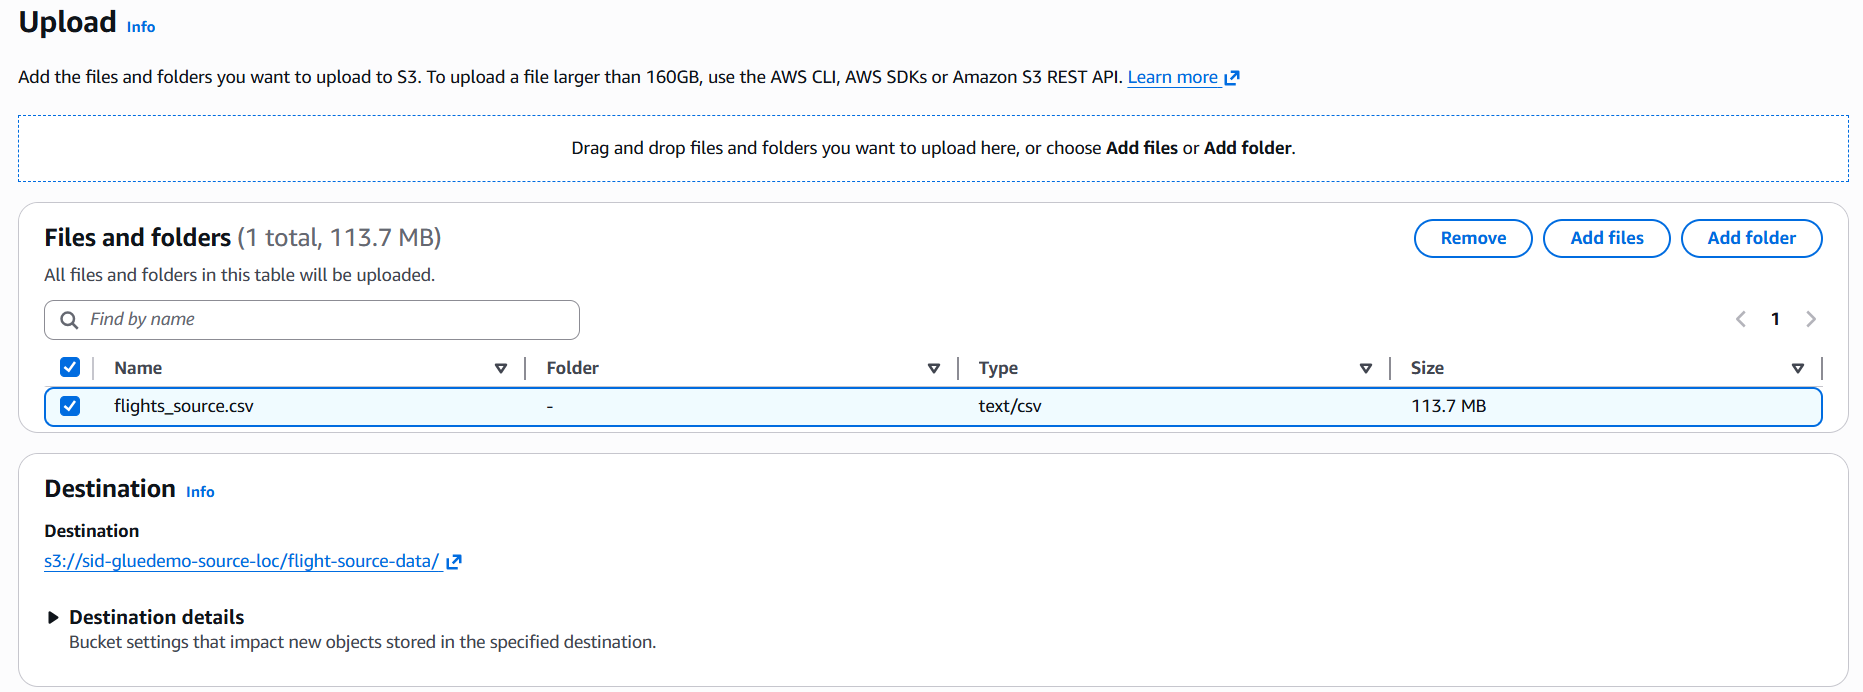 Upload Info
Add the files and folders you want to upload to S3. To upload a file larger than 160GB, use the AWS CLI, AWS SDKs or Amazon S3 REST API. Learn more
Drag and drop files and folders you want to upload here, or choose Add files or Add folder.
Files and folders (1 total, 113.7 MB)
Remove Add files Add folder
All files and folders in this table will be uploaded.
Find by name
1
Name Folder Type Size
flights_source.csv - text/csv 113.7 MB
Destination Info
Destination
s3://sid-gluedemo-source-loc/flight-source-data/
Destination details
Bucket settings that impact new objects stored in the specified destination.